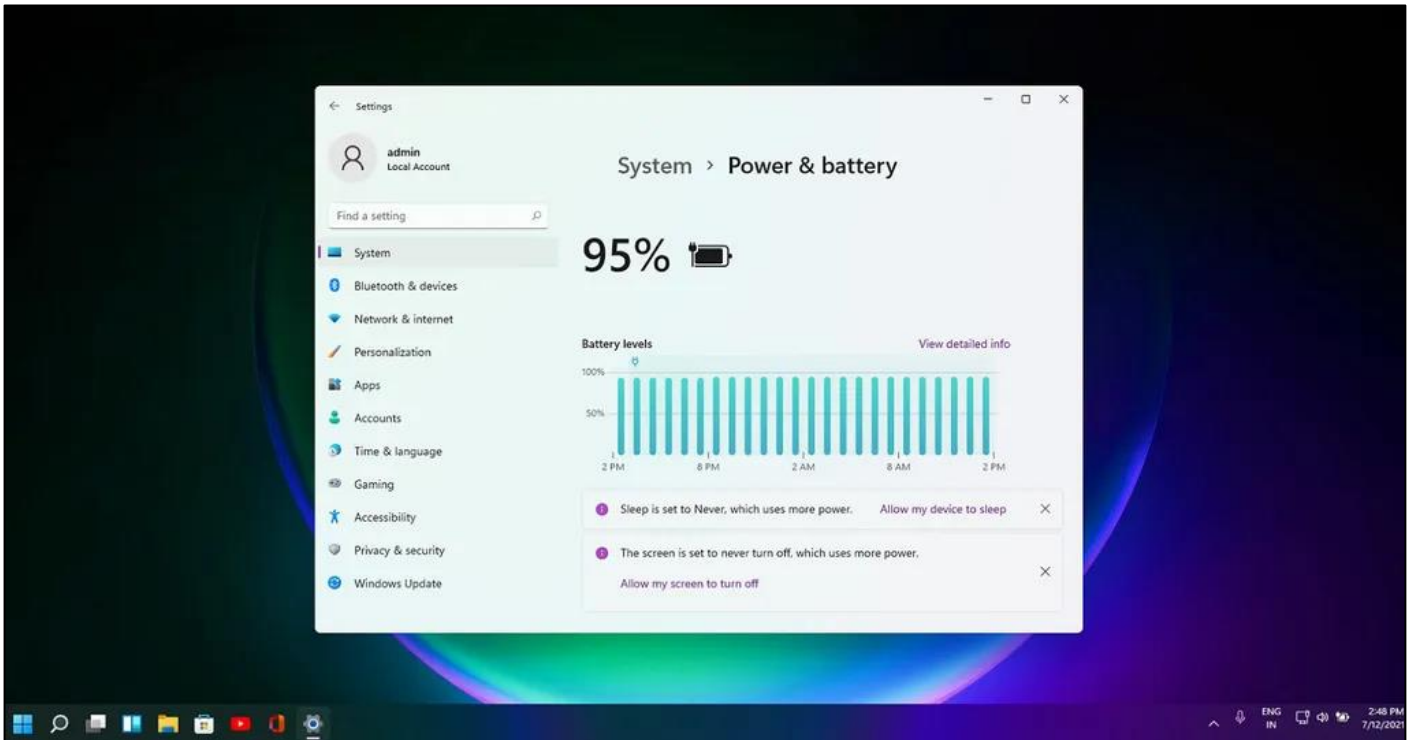 Settings
admin
Local Account
Find a setting
System
Bluetooth & devices
Network & internet
Personalization
Apps
Accounts
Time & language
Gaming
Accessibility
Privacy & security
Windows Update
System > Power & battery
95%
Battery levels
View detailed info
100%
50%
2 PM 8 PM 2 AM 8 AM 2 PM
Sleep is set to Never, which uses more power. Allow my device to sleep
The screen is set to never turn off, which uses more power.
Allow my screen to turn off
ENG
IN
2:48 PM
7/12/2021